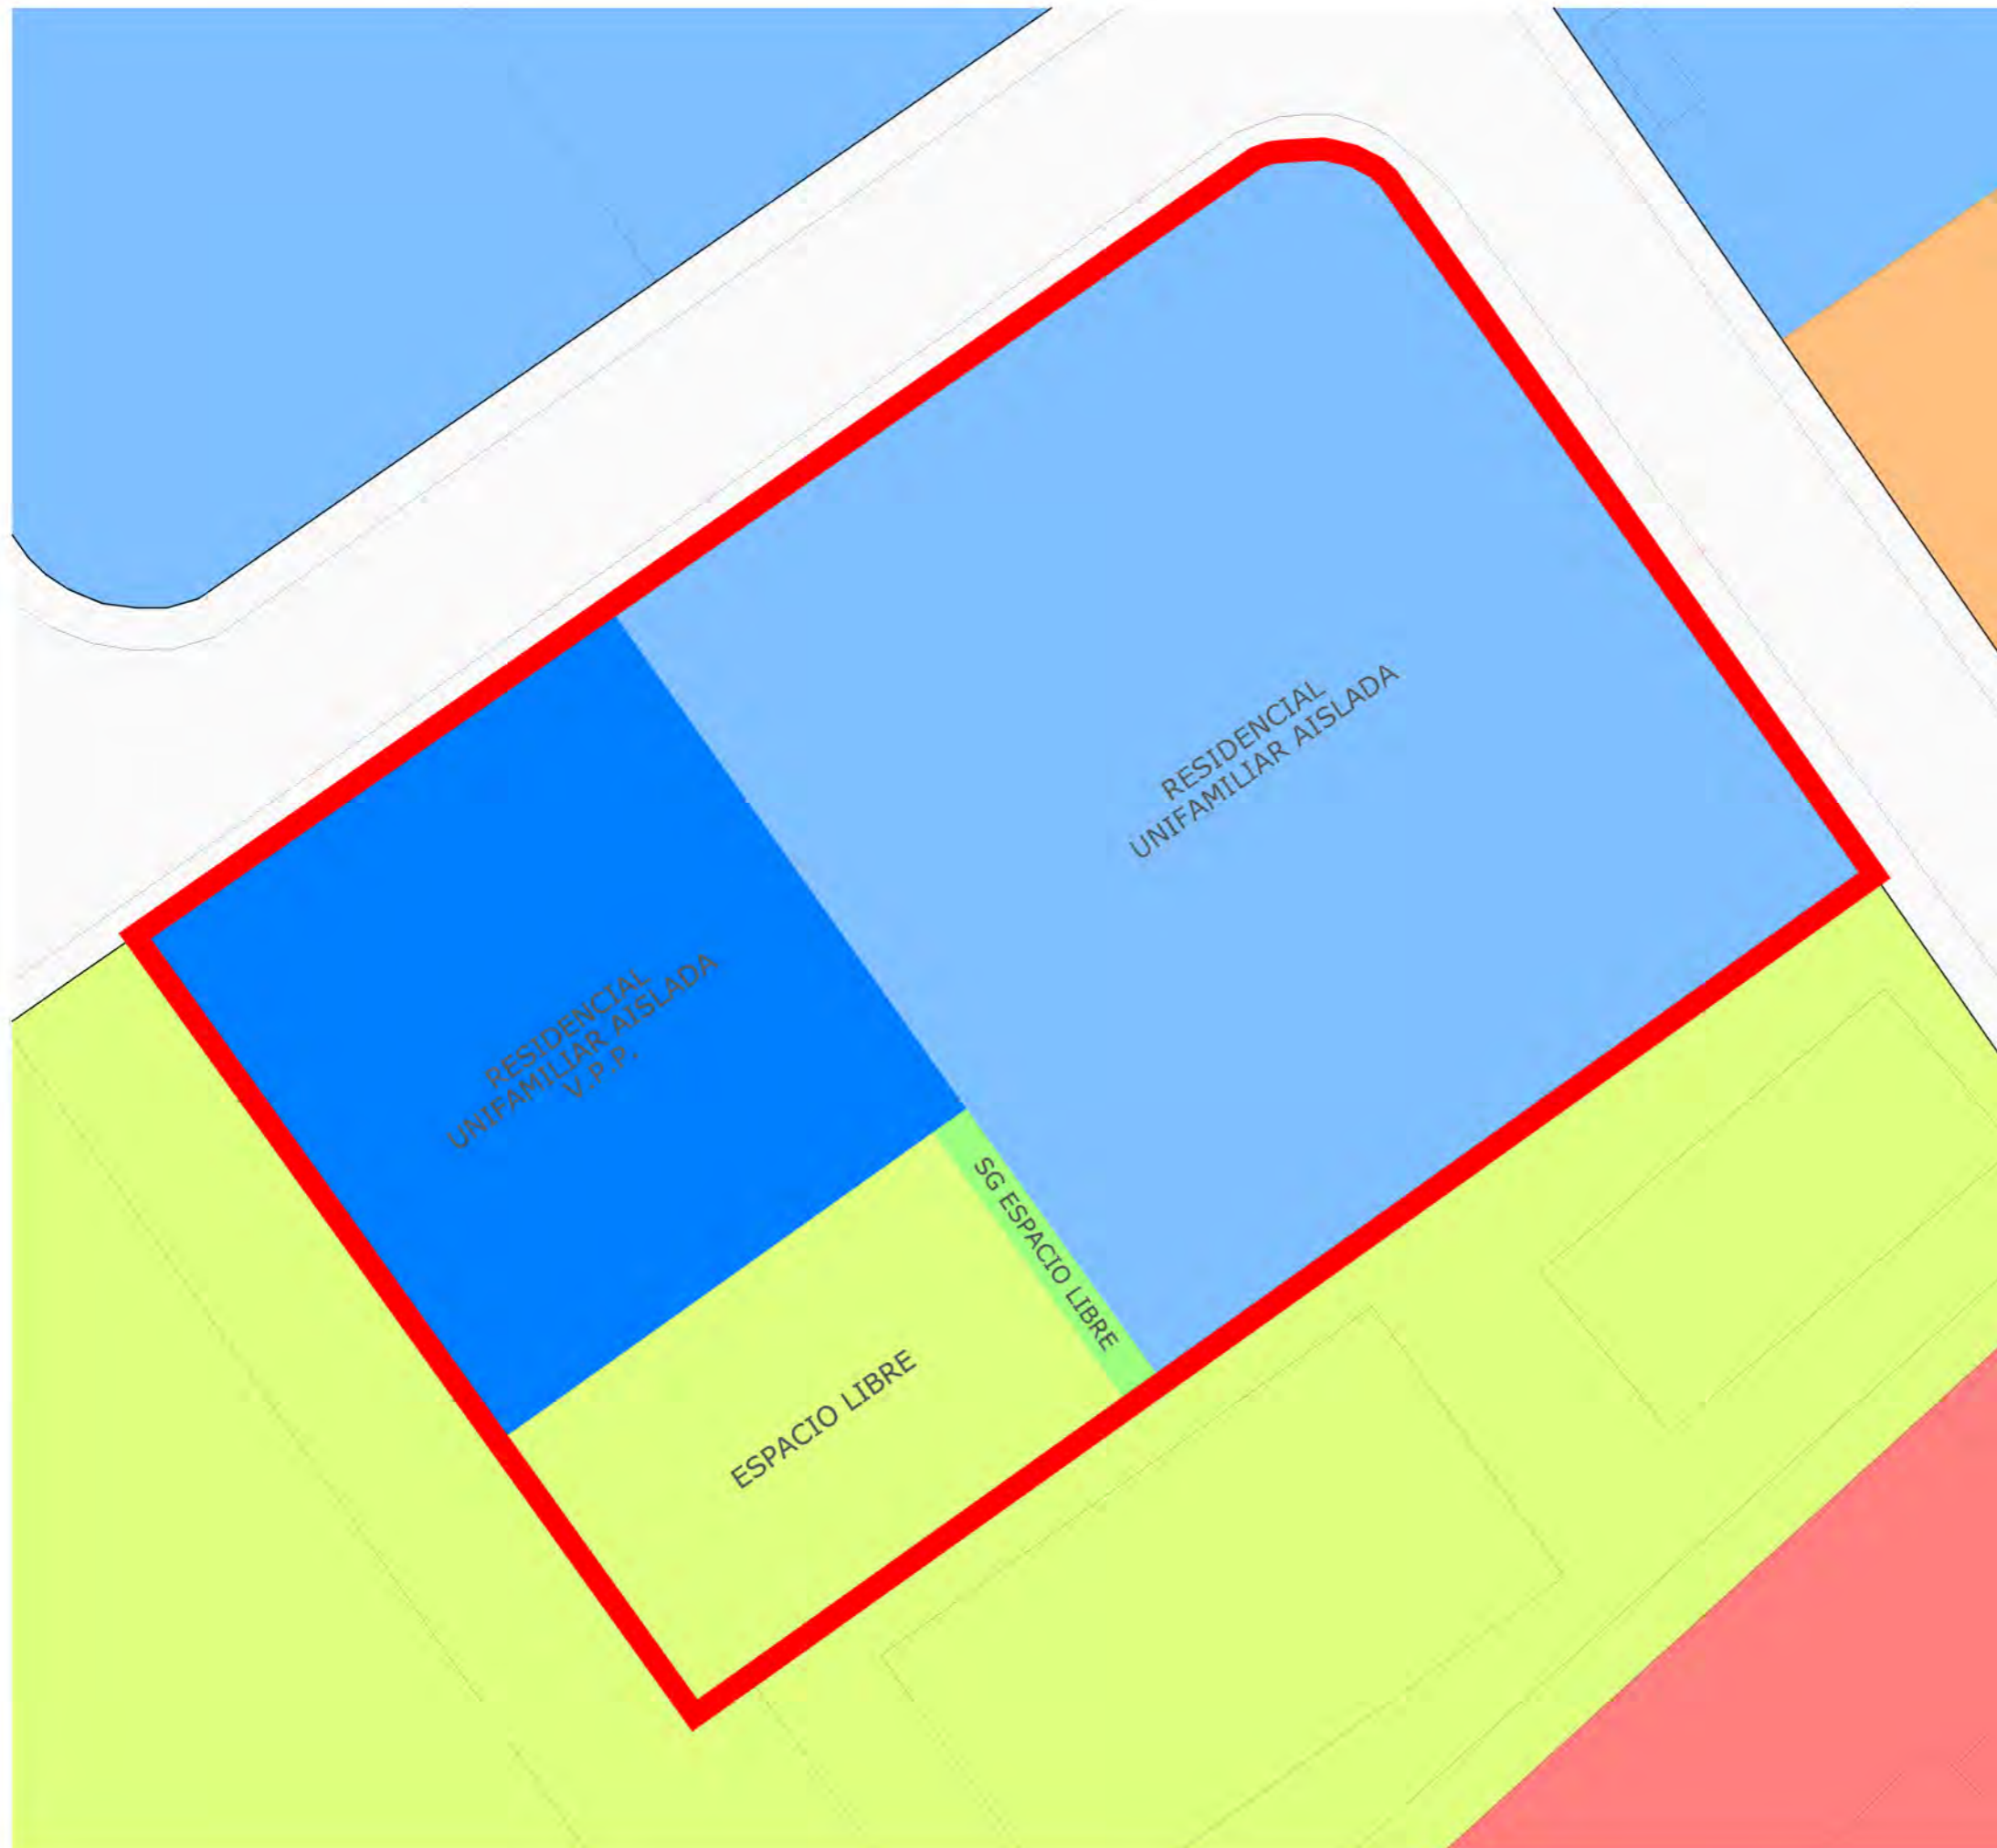 RESIDENCIAL
UNIFAMILIAR AISLADA
RESIDENCIAL
UNIFAMILIAR AISLADA
V.P.P.
SG ESPACIO LIBRE
ESPACIO LIBRE